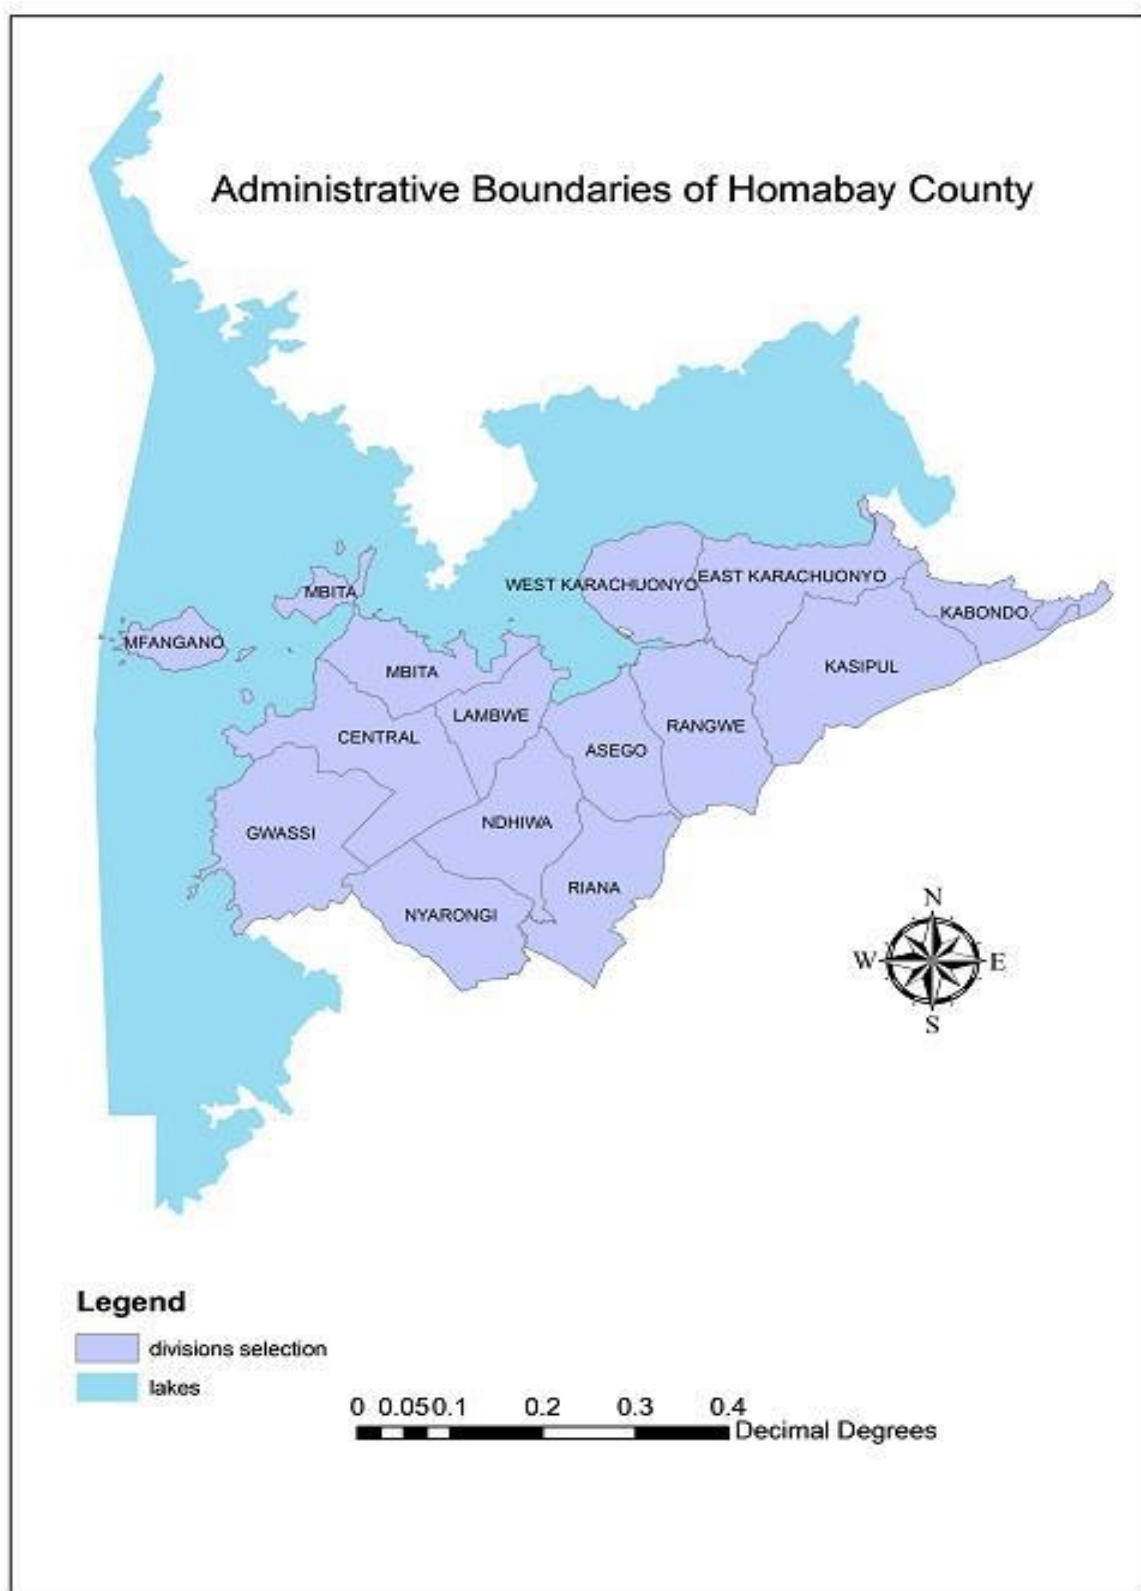 Administrative Boundaries of Homabay County
WEST KARACHUONYO
EAST KARACHUONYO
MBITA
KABONDO
MFANGANO
MBITA
KASIPUL
LAMBWE
RANGWE
CENTRAL
ASEGO
NDHIWA
GWASSI
RIANA
NYARONGI
N
W E
S
Legend
divisions selection
lakes
0 0.050.1 0.2 0.3 0.4
Decimal Degrees